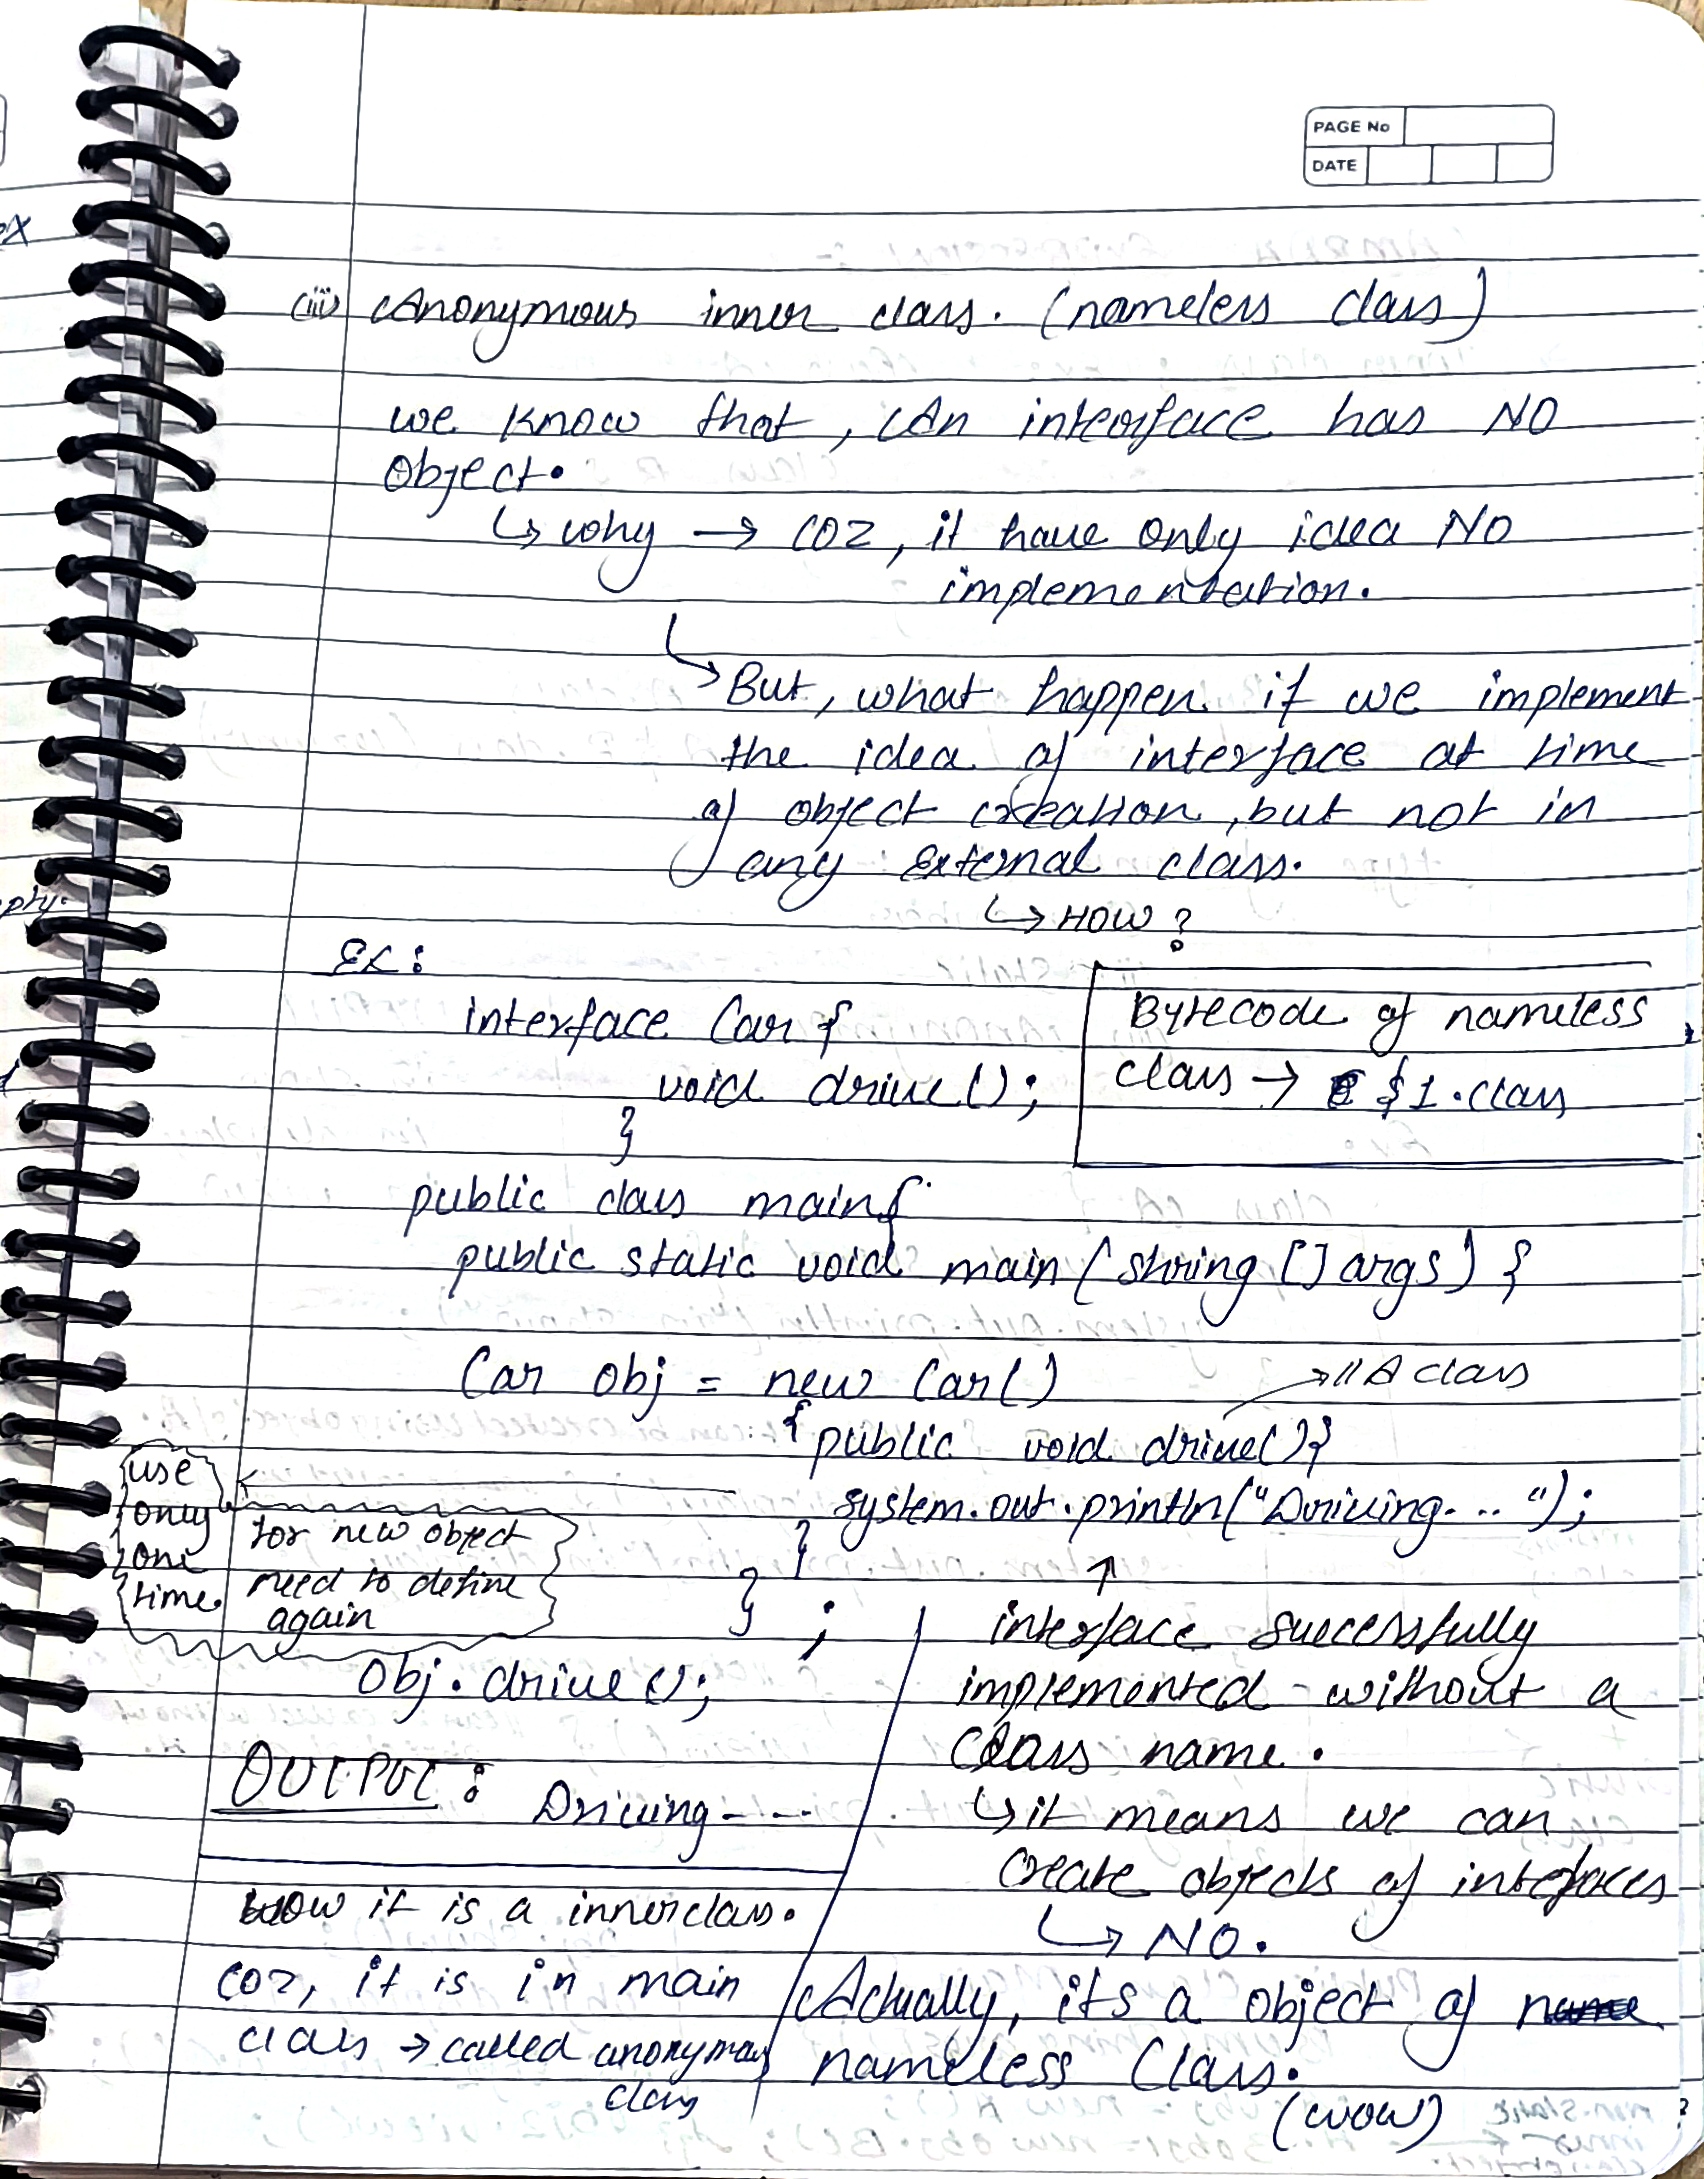 PAGE No
DATE
(iii) Anonymous inner class. (nameless class)
we know that, An interface has NO
Object.
↳ why → coz, it have only idea NO
implementation.
↳ But, what happen if we implement
the idea of interface at time
of object creation, but not in
any external class.
↳ HOW?
Ex:
interface Car {
void drive();
}
Bytecode of nameless
class → $1.class
public class main {
public static void main (string [] args) {
Car obj = new Car()
→ // A class
{ public void drive() {
system.out.println("Driving- .. ");
}
} ;
use
only
one
time.
for new object
need to define
again
obj.drive();
OUTPUT :
Driving - - --
↑
interface successfully
implemented - without a
Class name.
↳ it means we can
create objects of interfaces
↳ NO.
Actually, its a object of
nameless Class.
(wow)
How it is a innerclass.
coz, it is in main
class → called anonymous
class